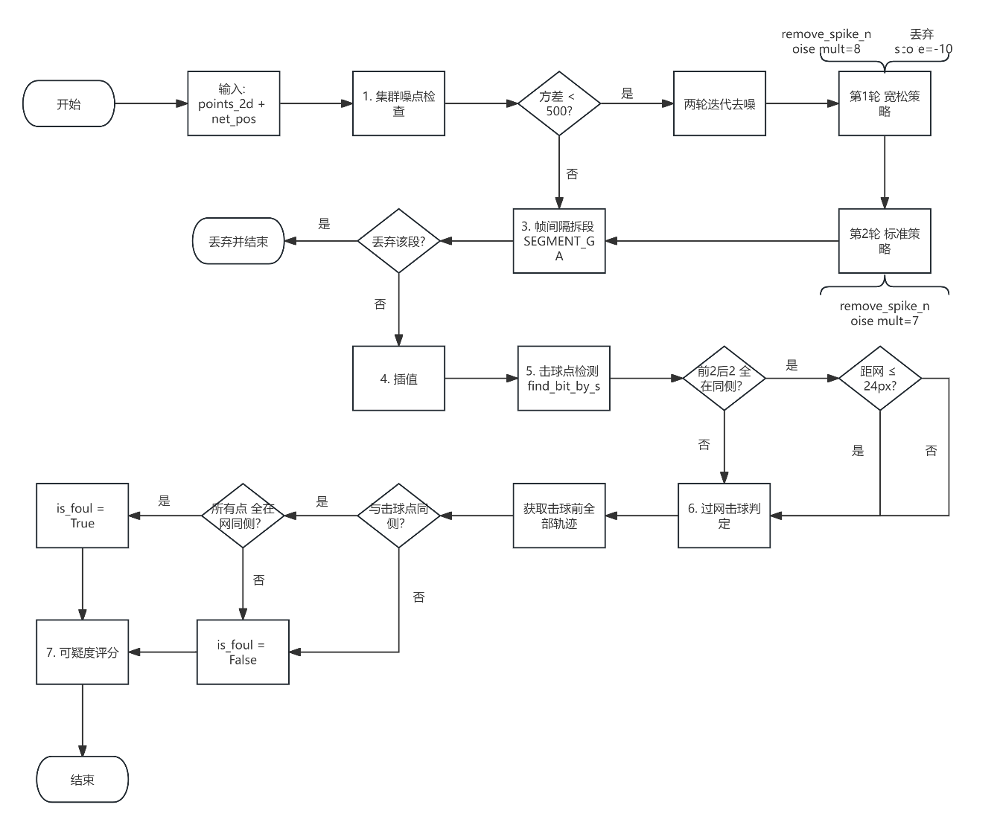 remove_spike_n
oise mult=8
丢弃
score=-10
开始
输入:
points_2d +
net_pos
1. 集群噪点检
查
方差 <
500?
是
两轮迭代去噪
第1轮 宽松策
略
否
丢弃并结束
是
丢弃该段?
3. 帧间隔拆段
SEGMENT_G
A
第2轮 标准策
略
否
remove_spike_n
oise mult=7
4. 插值
5. 击球点检测
find_bit_by_s
前2后2 全
在同侧?
是
距网 ≤
24px?
否
是
否
is_foul =
True
是
所有点 全在
网同侧?
是
与击球点同
侧?
获取击球前全
部轨迹
6. 过网击球判
定
否
否
7. 可疑度评分
is_foul =
False
结束